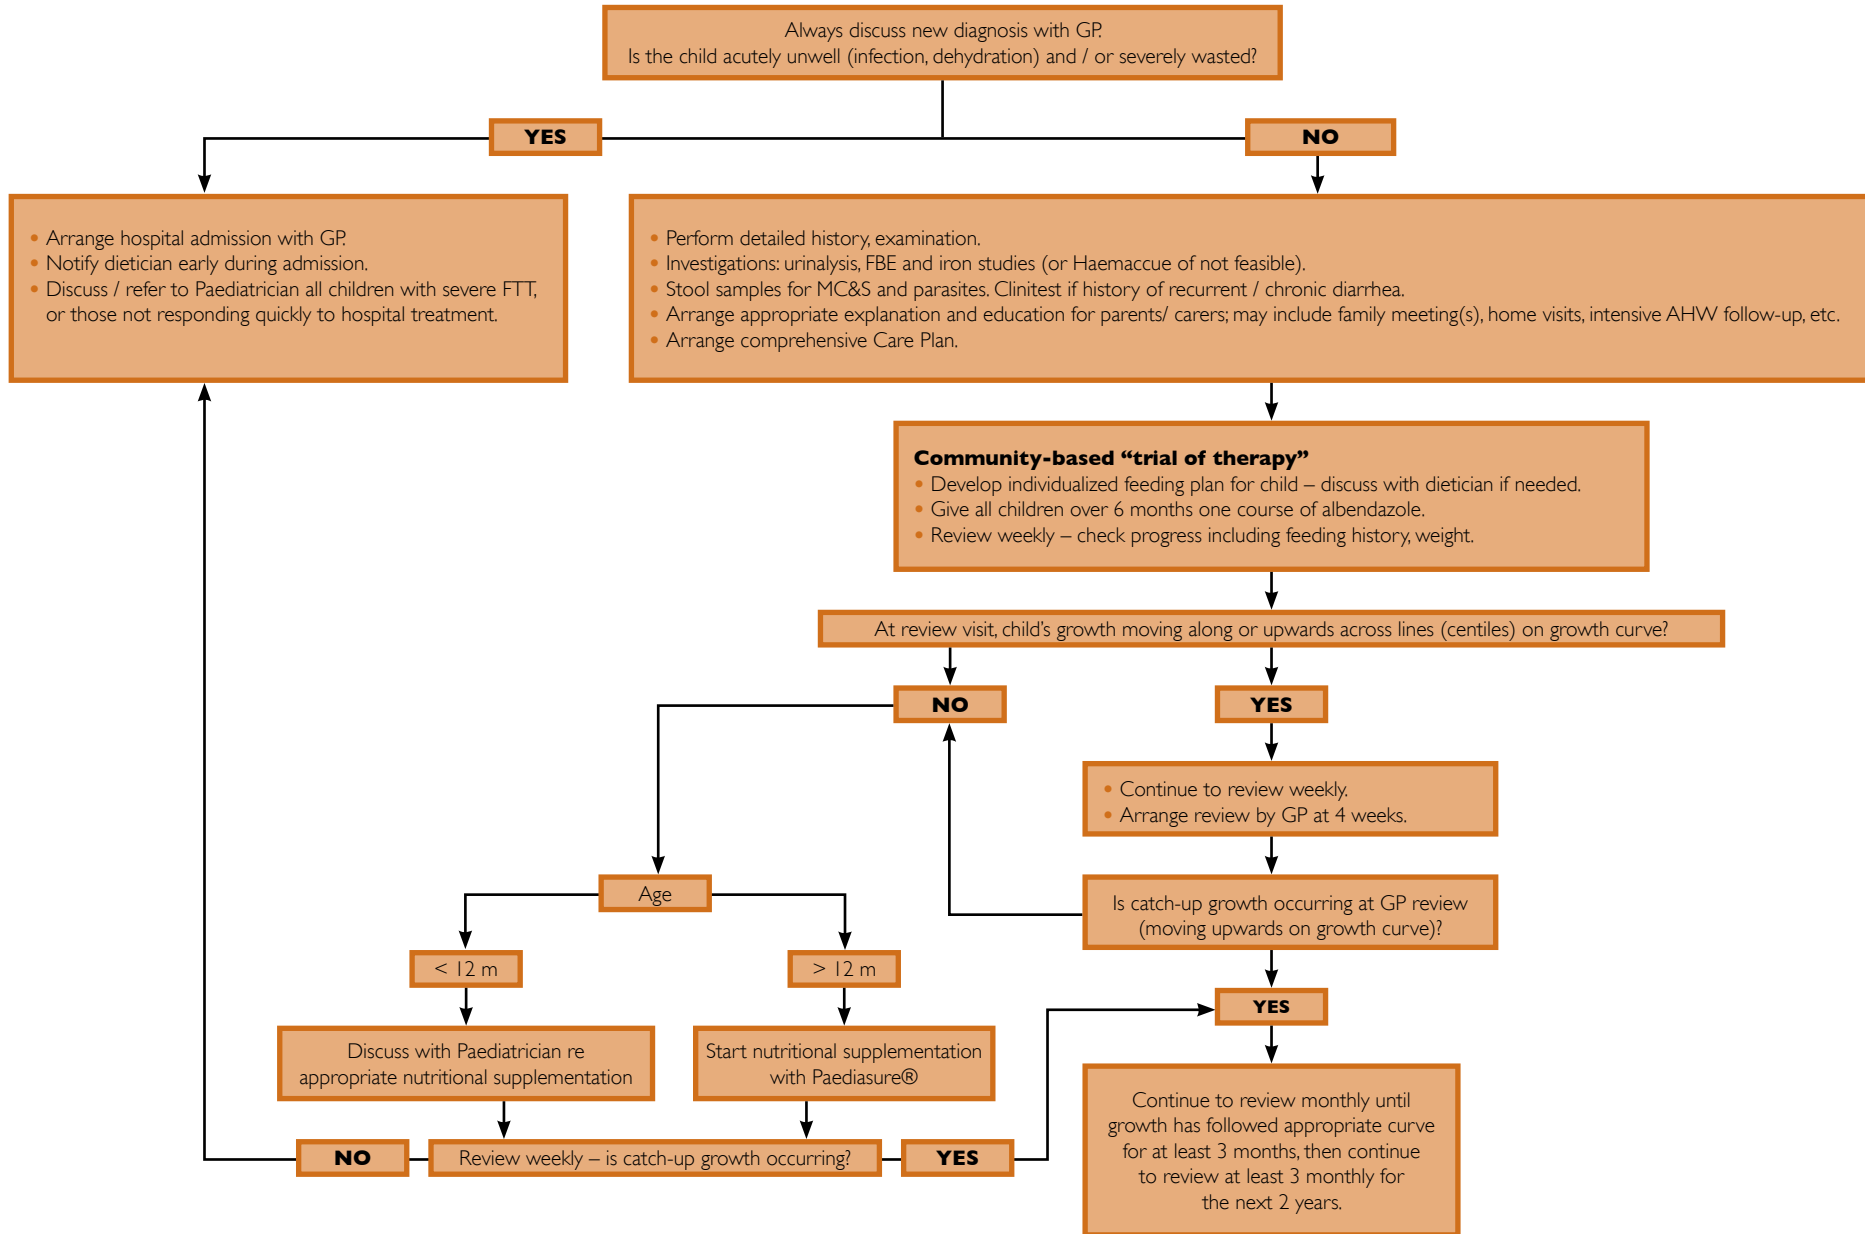 Always discuss new diagnosis with GP.
Is the child acutely unwell (infection, dehydration) and / or severely wasted?
YES
NO
• Arrange hospital admission with GP.
• Notify dietician early during admission.
• Discuss / refer to Paediatrician all children with severe FTT,
or those not responding quickly to hospital treatment.
• Perform detailed history, examination.
• Investigations: urinalysis, FBE and iron studies (or Haemaccue of not feasible).
• Stool samples for MC&S and parasites. Clinitest if history of recurrent / chronic diarrhea.
• Arrange appropriate explanation and education for parents/ carers; may include family meeting(s), home visits, intensive AHW follow-up, etc.
• Arrange comprehensive Care Plan.
Community-based “trial of therapy”
• Develop individualized feeding plan for child – discuss with dietician if needed.
• Give all children over 6 months one course of albendazole.
• Review weekly – check progress including feeding history, weight.
At review visit, child’s growth moving along or upwards across lines (centiles) on growth curve?
NO
YES
• Continue to review weekly.
• Arrange review by GP at 4 weeks.
Age
Is catch-up growth occurring at GP review
(moving upwards on growth curve)?
< 12 m
> 12 m
YES
Discuss with Paediatrician re
appropriate nutritional supplementation
Start nutritional supplementation
with Paediasure®
Continue to review monthly until
growth has followed appropriate curve
for at least 3 months, then continue
to review at least 3 monthly for
the next 2 years.
NO
Review weekly – is catch-up growth occurring?
YES